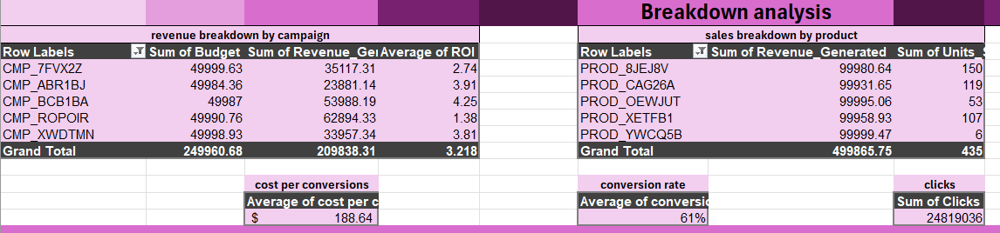 Breakdown analysis
revenue breakdown by campaign
sales breakdown by product
Row Labels Sum of Budget Sum of Revenue_Gei Average of ROI
CMP_7FVX2Z 49999.63 35117.31 2.74
CMP_ABR1BJ 49984.36 23881.14 3.91
CMP_BCB1BA 49987 53988.19 4.25
CMP_ROPOIR 49990.76 62894.33 1.38
CMP_XWDTMN 49998.93 33957.34 3.81
Grand Total 249960.68 209838.31 3.218
Row Labels Sum of Revenue_Generated Sum of Units_S
PROD_8JEJ8V 99980.64 150
PROD_CAG26A 99931.65 119
PROD_OEWJUT 99995.06 53
PROD_XETFB1 99958.93 107
PROD_YWCQ5B 99999.47 6
Grand Total 499865.75 435
cost per conversions
Average of cost per c
$ 188.64
conversion rate
Average of conversic
61%
clicks
Sum of Clicks
24819036